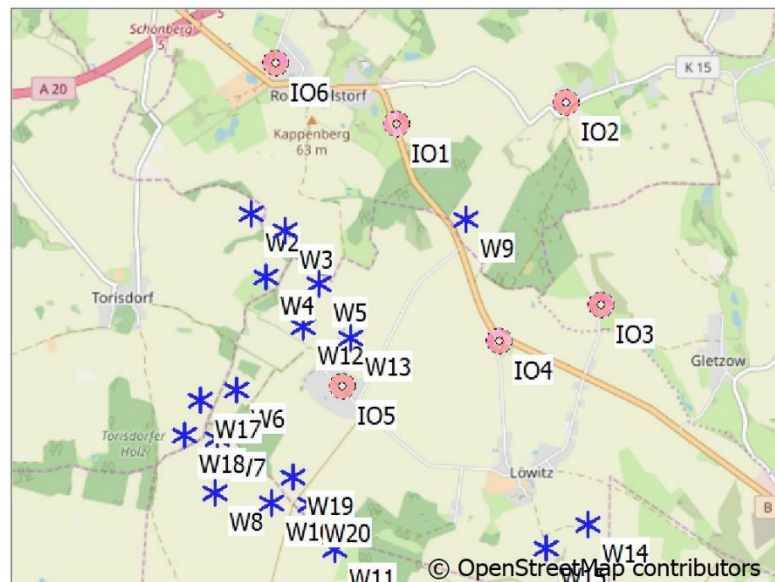 Schönberg
5
A 20
K 15
IO6
IO2
Kappenberg
63 m
IO1
W2
W9
W3
Torisdorf
W4
W5
IO3
W12
W13
IO4
Gletzow
IO5
W6
W17
Torisdorfer
Holz
W18
Löwitz
W19
W8
W20
B
W14
W11
© OpenStreetMap contributors